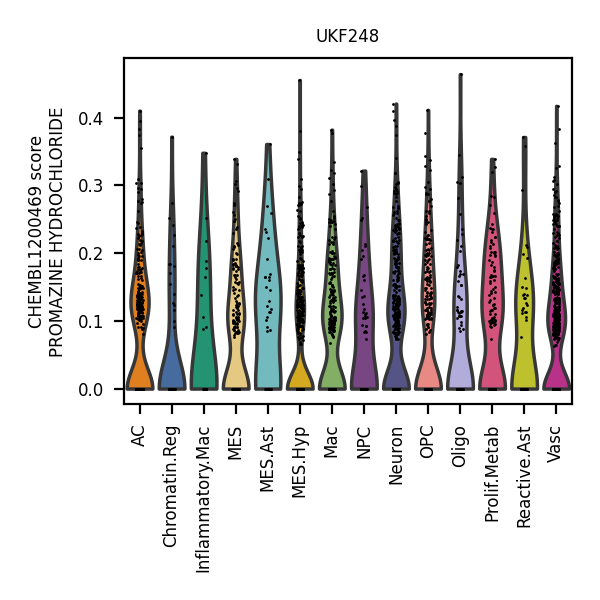 UKF248
CHEMBL1200469 score
PROMAZINE HYDROCHLORIDE
0.4
0.3
0.2
0.1
0.0
AC
Chromatin.Reg
Inflammatory.Mac
MES
MES.Ast
MES.Hyp
Mac
NPC
Neuron
OPC
Oligo
Prolif.Metab
Reactive.Ast
Vasc